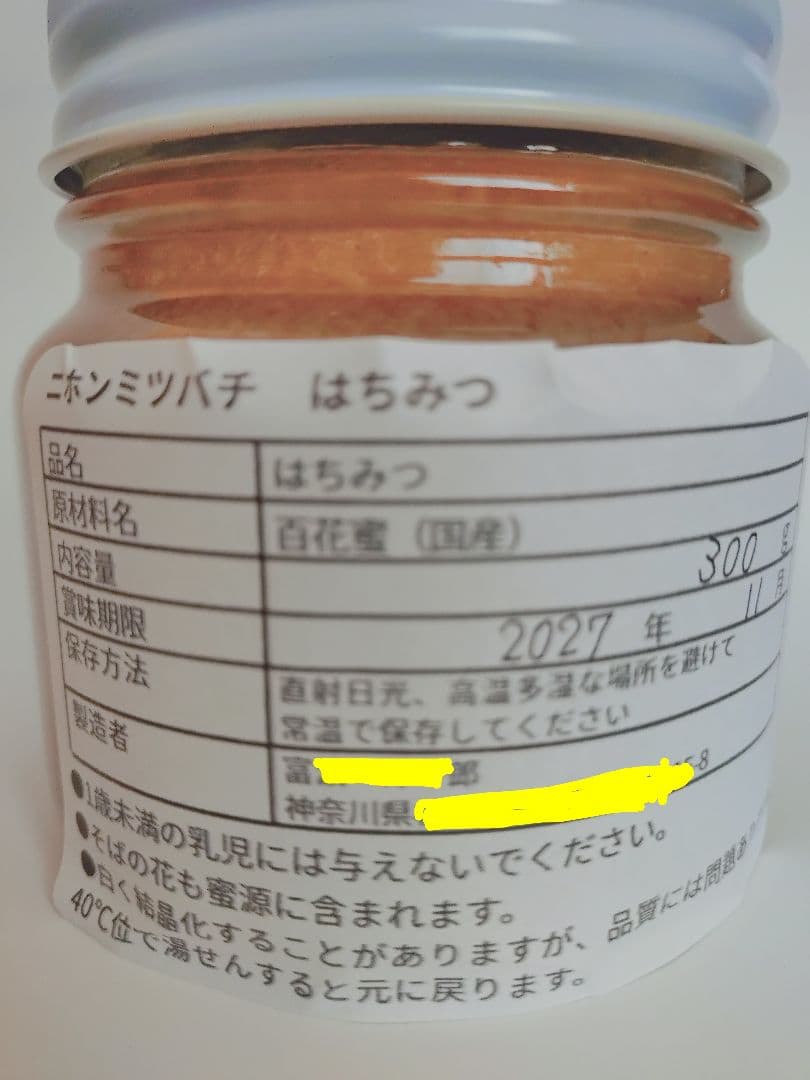 ニホンミツバチ　はちみつ
品名 はちみつ
原材料名 百花蜜（国産）
内容量 300 g
賞味期限 2027 年 11 月
保存方法 直射日光、高温多湿な場所を避けて
常温で保存してください
製造者 富 郎
神奈川県 -8
●1歳未満の乳児には与えないでください。
●そばの花も蜜源に含まれます。
●白く結晶化することがありますが、品質には問題あり
40℃位で湯せんすると元に戻ります。